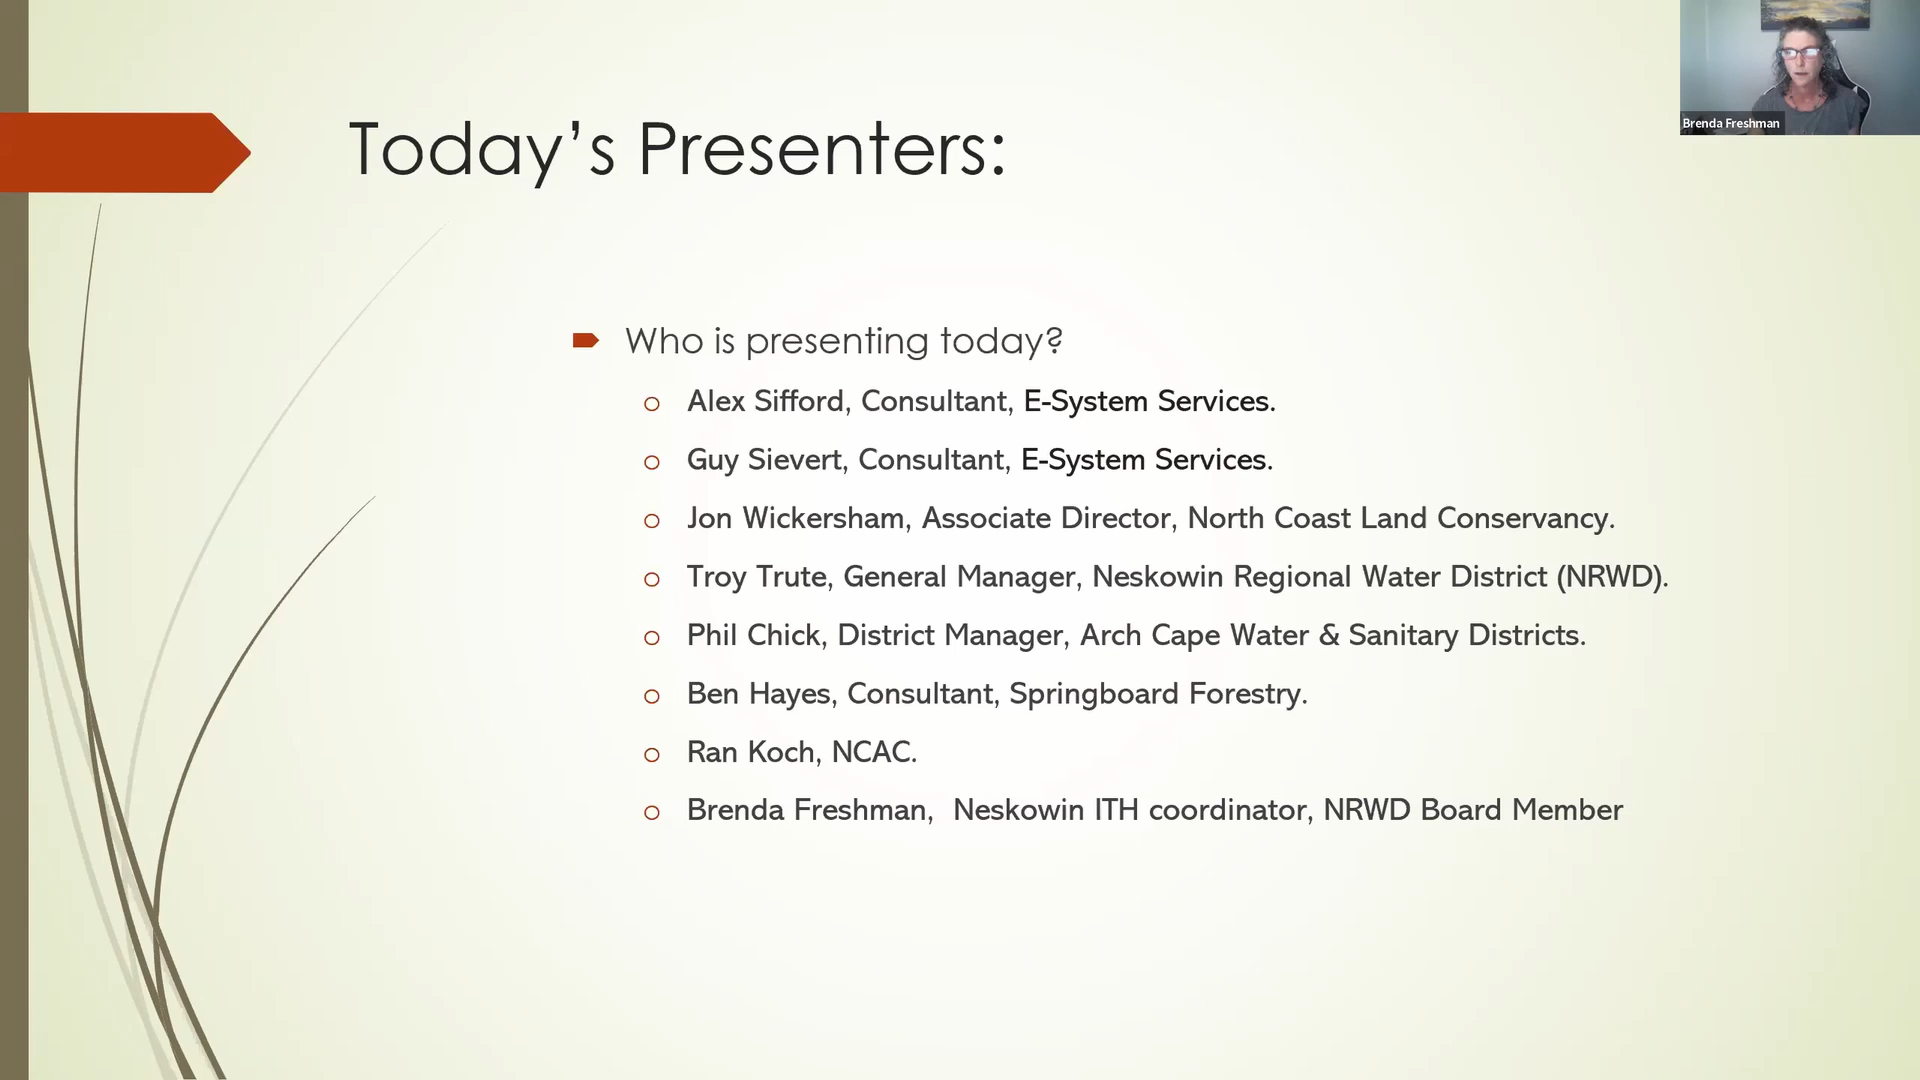 Brenda Freshman
Today’s Presenters:
Who is presenting today?
Alex Sifford, Consultant, E-System Services.
Guy Sievert, Consultant, E-System Services.
Jon Wickersham, Associate Director, North Coast Land Conservancy.
Troy Trute, General Manager, Neskowin Regional Water District (NRWD).
Phil Chick, District Manager, Arch Cape Water & Sanitary Districts.
Ben Hayes, Consultant, Springboard Forestry.
Ran Koch, NCAC.
Brenda Freshman,  Neskowin ITH coordinator, NRWD Board Member